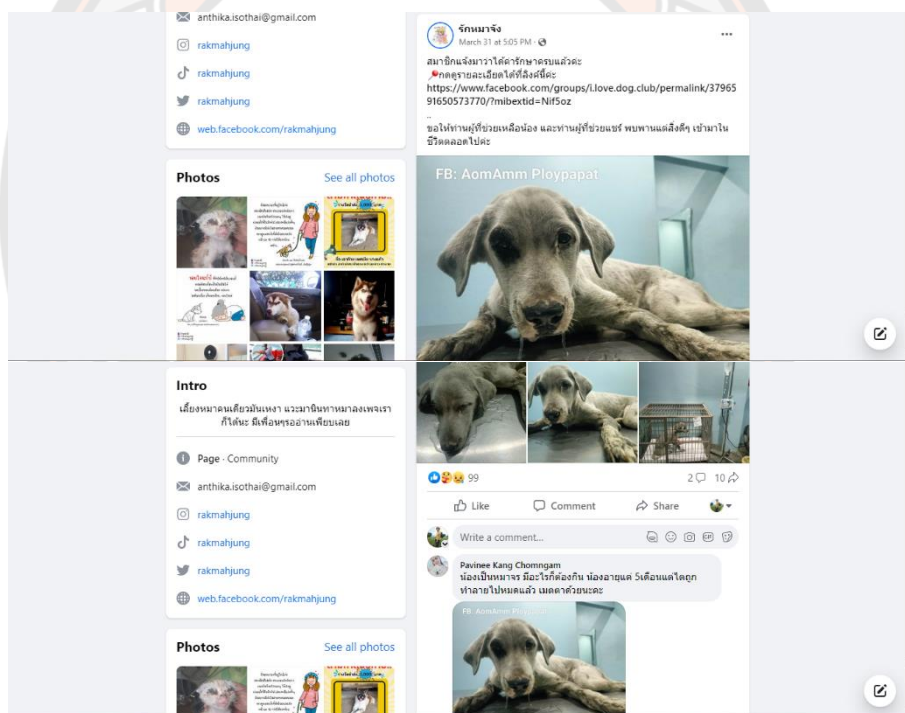 anthika.isothai@gmail.com
rakmahjung
rakmahjung
rakmahjung
web.facebook.com/rakmahjung
Photos
See all photos
รักหมาจัง
March 31 at 5:05 PM ·
สมาชิกแจ้งมาว่าได้ค่ารักษาครบแล้วค่ะ
กดดูรายละเอียดได้ที่ลิงค์นี้ค่ะ
https://www.facebook.com/groups/i.love.dog.club/permalink/37965
91650573770/?mibextid=Nif5oz
..
ขอให้ท่านผู้ที่ช่วยเหลือน้อง และท่านผู้ที่ช่วยแชร์ พบพานแต่สิ่งดีๆ เข้ามาใน
ชีวิตตลอดไปค่ะ
FB: AomAmm Ploypapat
Intro
เลี้ยงหมาคนเดียวมันเหงา แวะมานินทาหมาลงเพจเรา
ก็ได้นะ มีเพื่อนๆรออ่านเพียบเลย
Page · Community
anthika.isothai@gmail.com
rakmahjung
rakmahjung
rakmahjung
web.facebook.com/rakmahjung
Photos
See all photos
99
2
10
Like
Comment
Share
Write a comment...
GIF
Pavinee Kang Chomngam
น้องเป็นหมาจร มีอะไรก็ต้องกิน น้องอายุแค่ 5เดือนแต่ไตถูก
ทำลายไปหมดแล้ว เมตตาด้วยนะคะ
FB: AomAmm